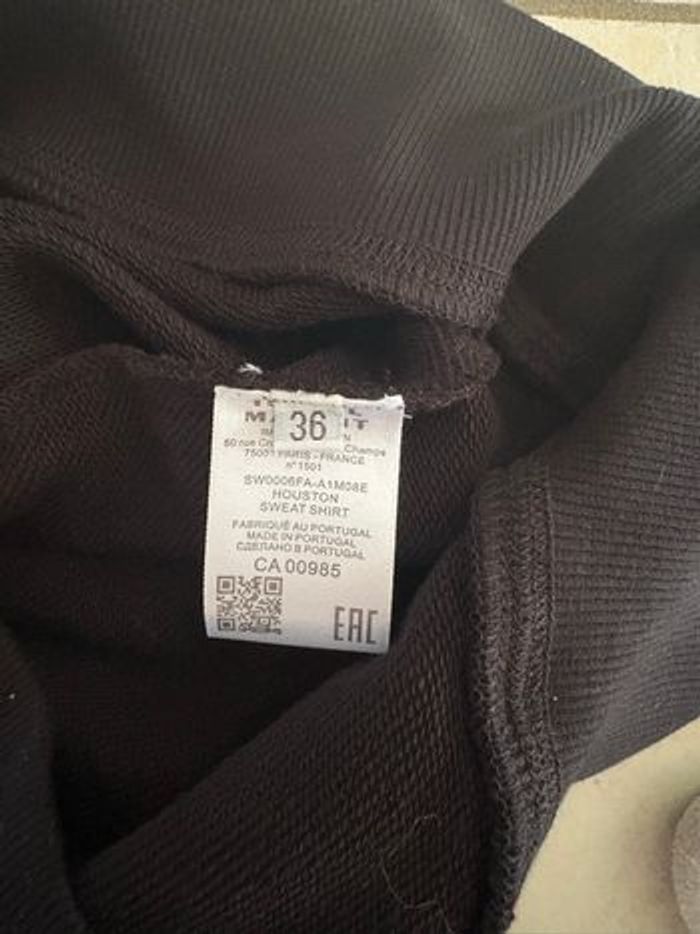 36
75001 PARIS - FRANCE
n° 1501
SW0006FA-A1M08E
HOUSTON
SWEAT SHIRT
FABRIQUÉ AU PORTUGAL
MADE IN PORTUGAL
СДЕЛАНО В PORTUGAL
CA 00985
EAC